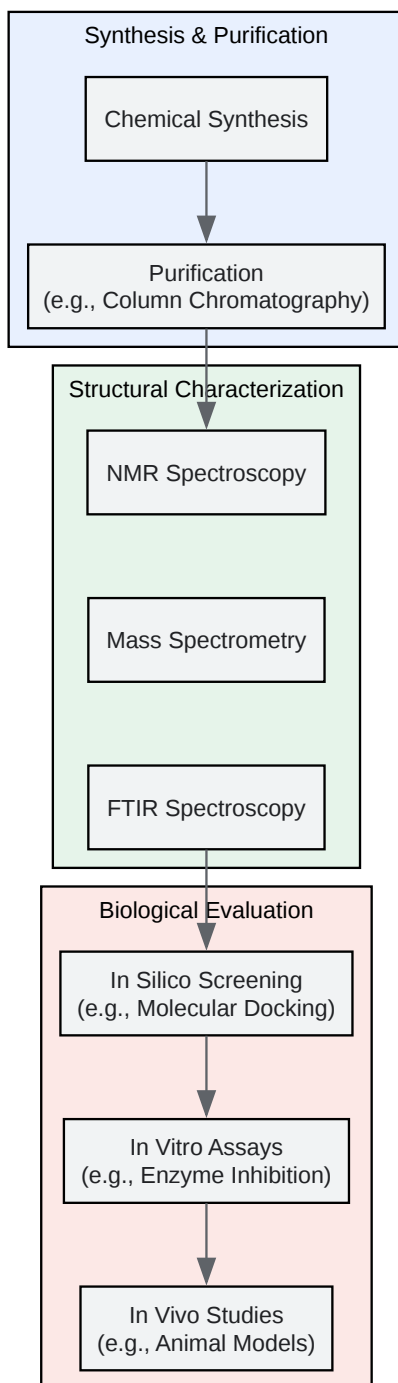 Synthesis & Purification
Chemical Synthesis
Purification
(e.g., Column Chromatography)
Structural Characterization
NMR Spectroscopy
Mass Spectrometry
FTIR Spectroscopy
Biological Evaluation
In Silico Screening
(e.g., Molecular Docking)
In Vitro Assays
(e.g., Enzyme Inhibition)
In Vivo Studies
(e.g., Animal Models)